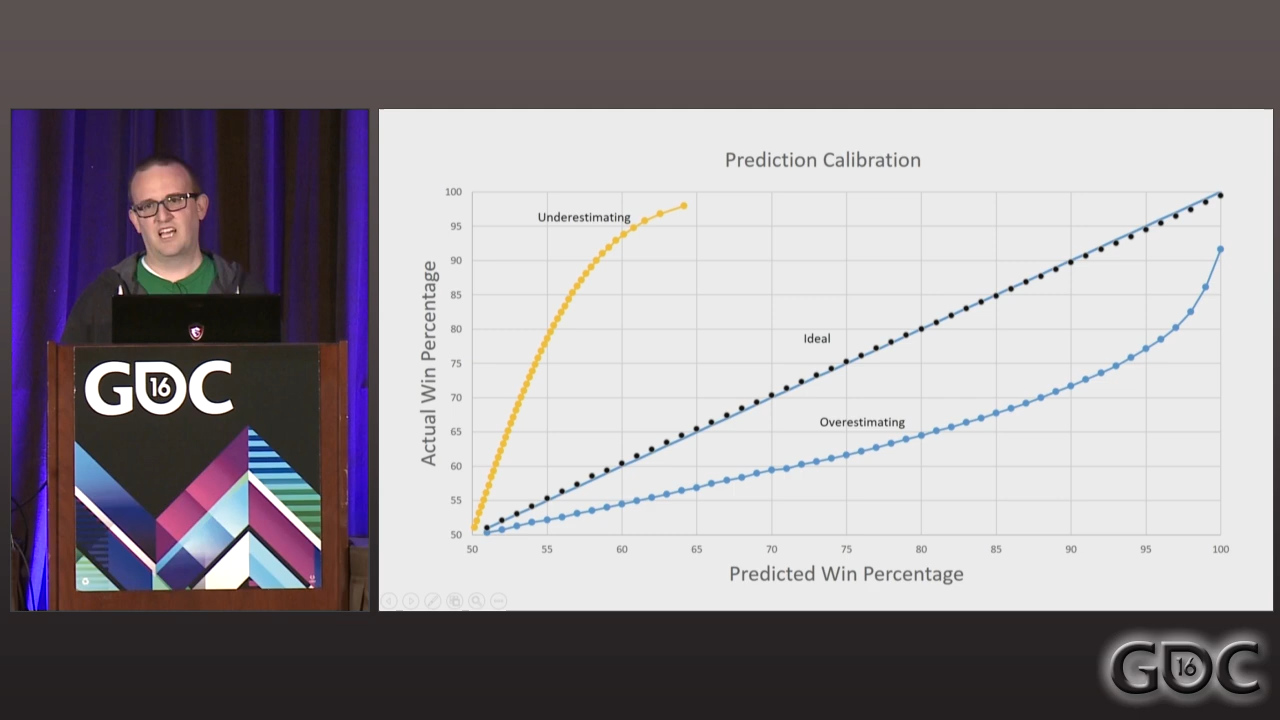 GDC
16
Prediction Calibration
Actual Win Percentage
100
95
90
85
80
75
70
65
60
55
50
Underestimating
Ideal
Overestimating
50 55 60 65 70 75 80 85 90 95 100
Predicted Win Percentage
GDC
16